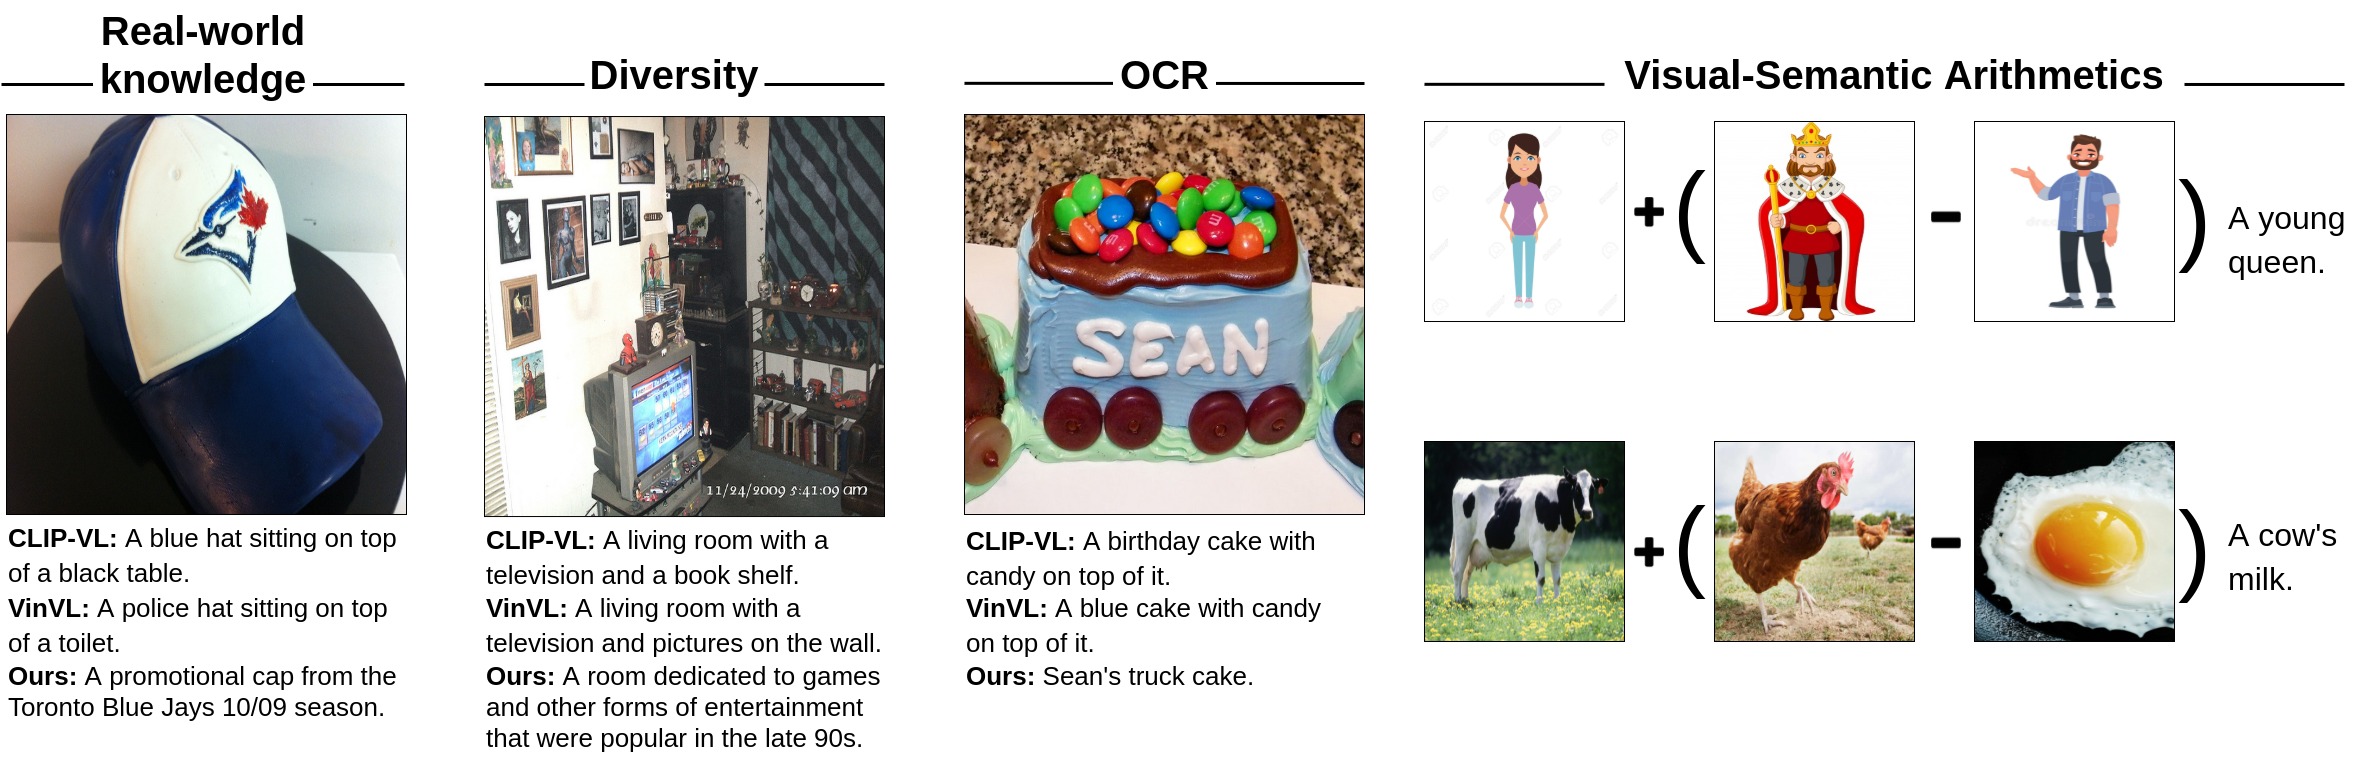 Real-world
knowledge
Diversity
OCR
Visual-Semantic Arithmetics
11/24/2009 5:41:09 am
SEAN
+ (
-
)
A young
queen.
+ (
-
)
A cow's
milk.
CLIP-VL: A blue hat sitting on top
of a black table.
VinVL: A police hat sitting on top
of a toilet.
Ours: A promotional cap from the
Toronto Blue Jays 10/09 season.
CLIP-VL: A living room with a
television and a book shelf.
VinVL: A living room with a
television and pictures on the wall.
Ours: A room dedicated to games
and other forms of entertainment
that were popular in the late 90s.
CLIP-VL: A birthday cake with
candy on top of it.
VinVL: A blue cake with candy
on top of it.
Ours: Sean's truck cake.